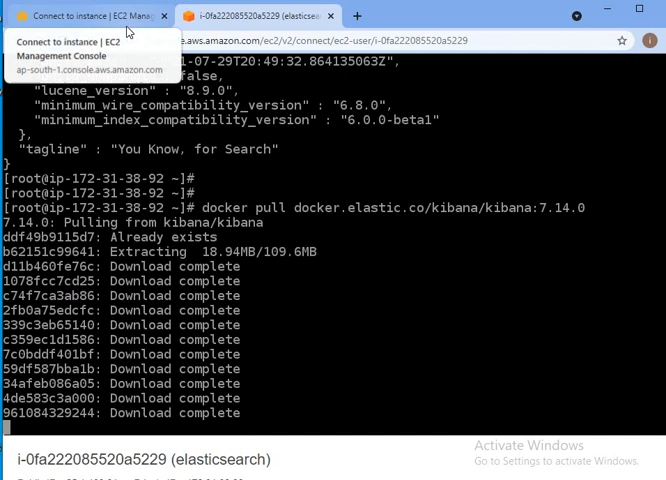 Connect to instance | EC2 Manag
i-0fa222085520a5229 (elasticsea
Connect to instance | EC2
Management Console
ap-south-1.console.aws.amazon.com
.aws.amazon.com/ec2/v2/connect/ec2-user/i-0fa222085520a5229
1-07-29T20:49:32.864135063Z",
false,
"lucene_version" : "8.9.0",
"minimum_wire_compatibility_version" : "6.8.0",
"minimum_index_compatibility_version" : "6.0.0-beta1"
},
"tagline" : "You Know, for Search"
}
[root@ip-172-31-38-92 ~]#
[root@ip-172-31-38-92 ~]#
[root@ip-172-31-38-92 ~]# docker pull docker.elastic.co/kibana/kibana:7.14.0
7.14.0: Pulling from kibana/kibana
ddf49b9115d7: Already exists
b62151c99641: Extracting  18.94MB/109.6MB
d11b460fe76c: Download complete
1078fcc7cd25: Download complete
c74f7ca3ab86: Download complete
2fb0a75edcfc: Download complete
339c3eb65140: Download complete
c359ec1d1586: Download complete
7c0bddf401bf: Download complete
59df587bba1b: Download complete
34afeb086a05: Download complete
4de583c3a000: Download complete
961084329244: Download complete
i-0fa222085520a5229 (elasticsearch)
Activate Windows
Go to Settings to activate Windows.